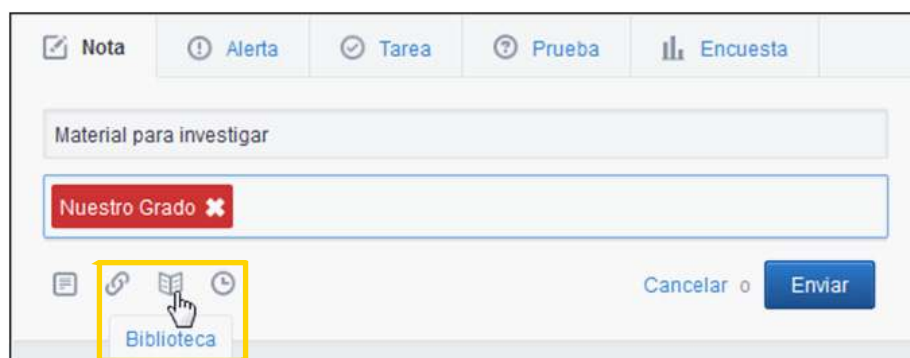 Nota Alerta Tarea Prueba Encuesta
Material para investigar
Nuestro Grado
Cancelar o Enviar
Biblioteca